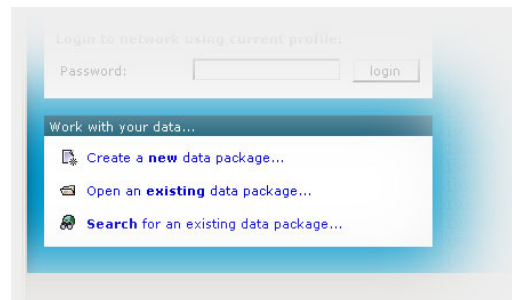 Login to network using current profile:
Password:
login
Work with your data...
Create a new data package...
Open an existing data package...
Search for an existing data package...